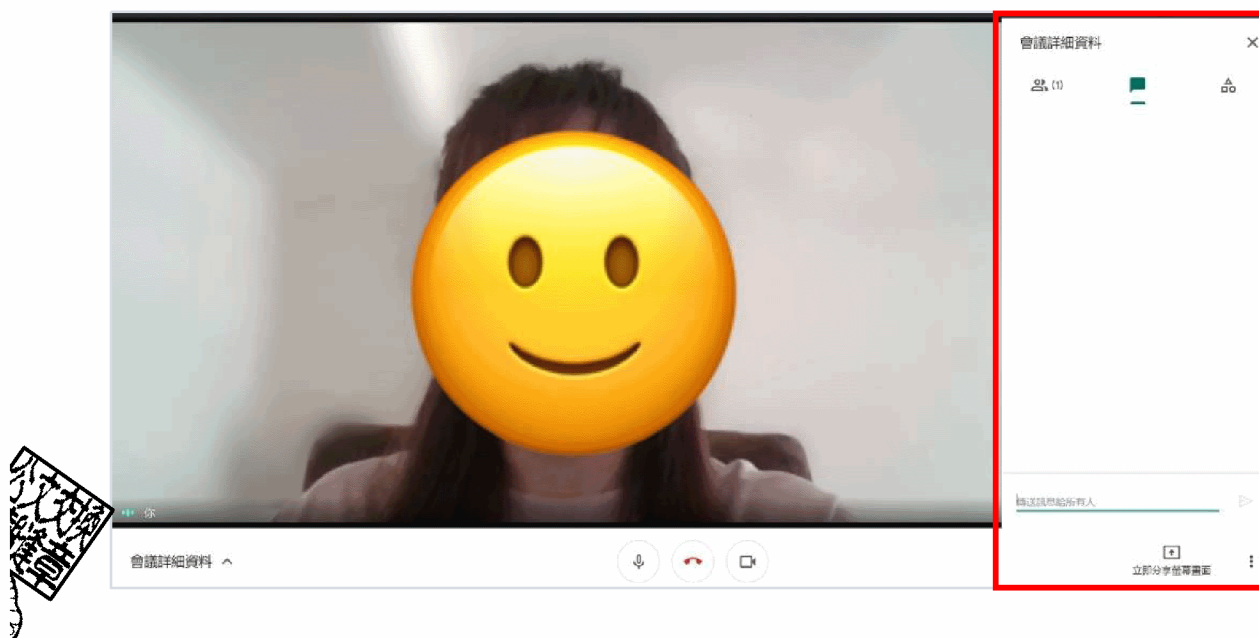 會議詳細資料
(1)
你
傳送訊息給所有人
會議詳細資料
立即分享螢幕畫面